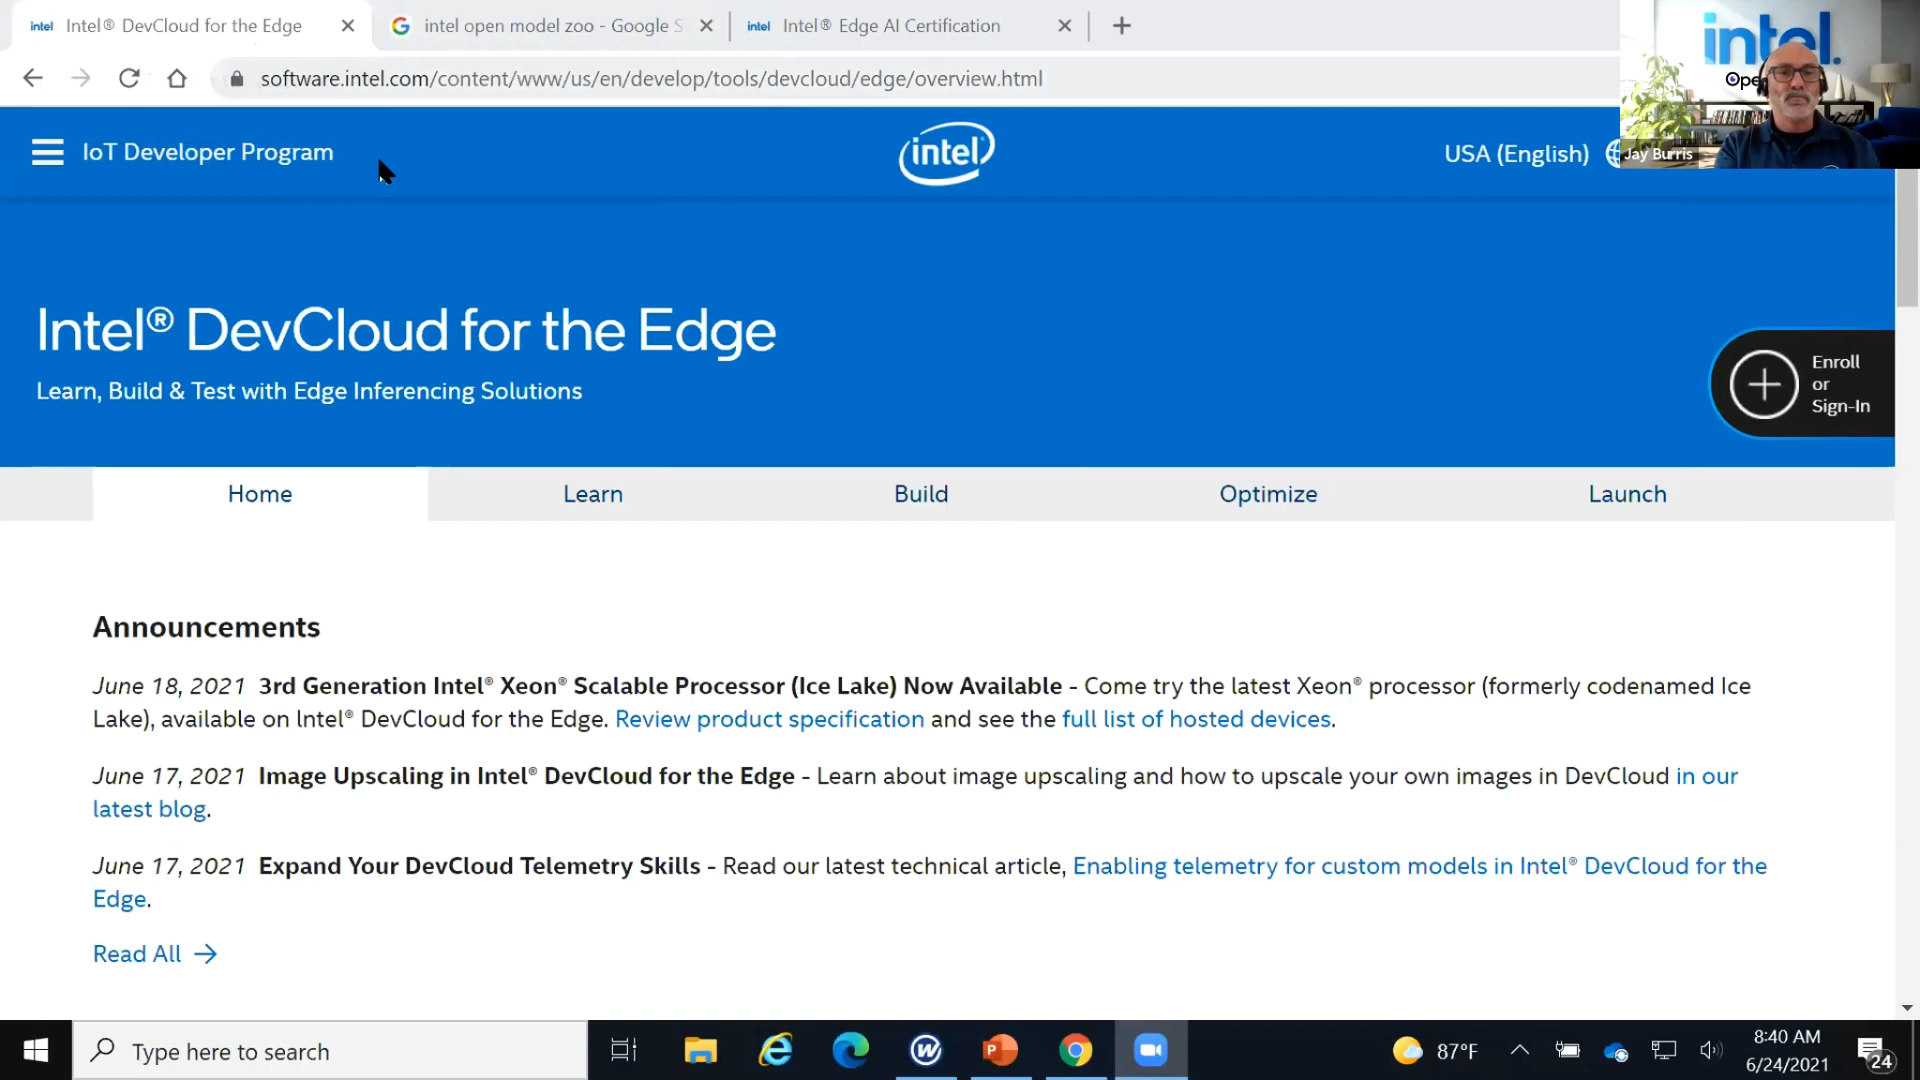 intel Intel® DevCloud for the Edge
intel open model zoo - Google S
intel Intel® Edge AI Certification
software.intel.com/content/www/us/en/develop/tools/devcloud/edge/overview.html
intel.
Ope
Jay Burris
IoT Developer Program
intel
USA (English)
Intel® DevCloud for the Edge
Learn, Build & Test with Edge Inferencing Solutions
Enroll
or
Sign-In
Home
Learn
Build
Optimize
Launch
Announcements
June 18, 2021 3rd Generation Intel® Xeon® Scalable Processor (Ice Lake) Now Available - Come try the latest Xeon® processor (formerly codenamed Ice
Lake), available on Intel® DevCloud for the Edge. Review product specification and see the full list of hosted devices.
June 17, 2021 Image Upscaling in Intel® DevCloud for the Edge - Learn about image upscaling and how to upscale your own images in DevCloud in our
latest blog.
June 17, 2021 Expand Your DevCloud Telemetry Skills - Read our latest technical article, Enabling telemetry for custom models in Intel® DevCloud for the
Edge.
Read All
Type here to search
87°F
8:40 AM
6/24/2021
24